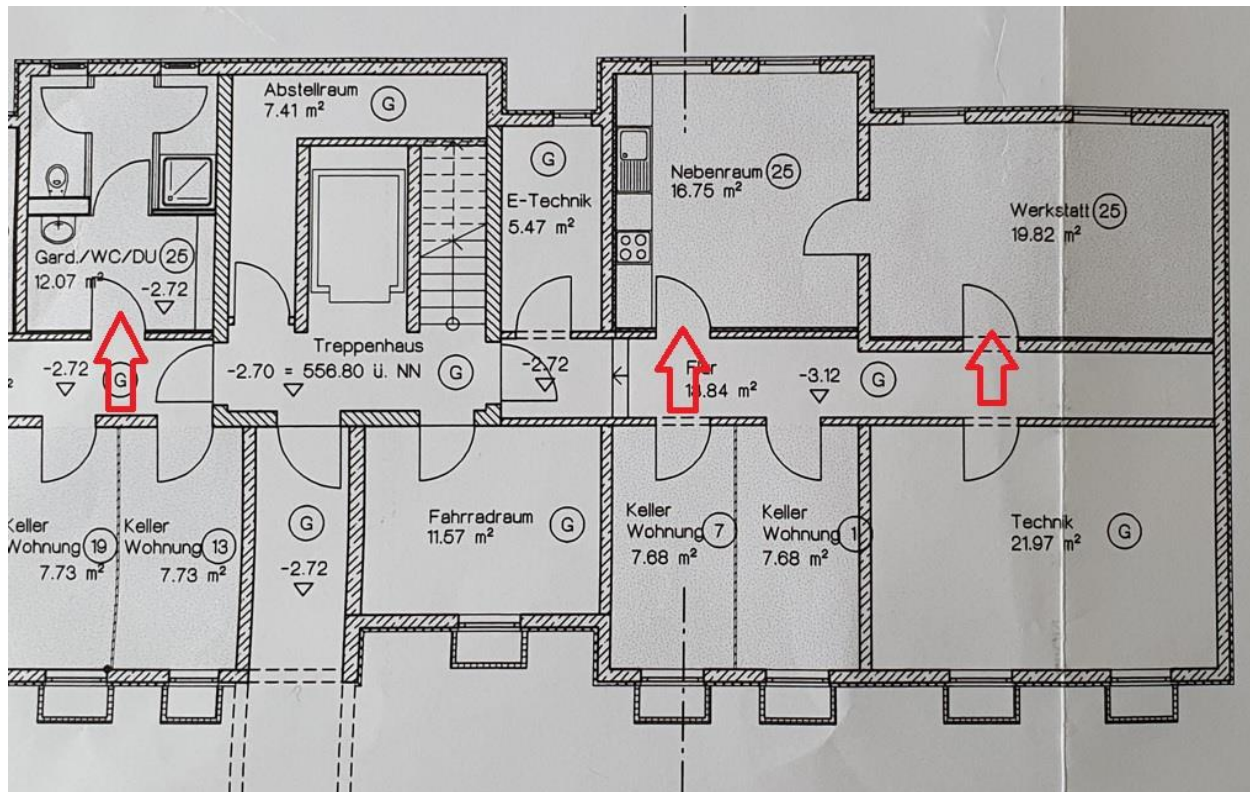 Abstellraum
7.41 m²
G
Nebenraum 25
16.75 m²
G
E-Technik
5.47 m²
Werkstatt 25
19.82 m²
Gard./WC/DU 25
12.07 m²
-2.72
Treppenhaus
-2.70 = 556.80 ü. NN
G
-2.72
G
-2.72
-3.12
G
Keller
Wohnung 19
7.73 m²
Keller
Wohnung 13
7.73 m²
G
-2.72
Fahrradraum
11.57 m²
G
Keller
Wohnung 7
7.68 m²
Keller
Wohnung 1
7.68 m²
Technik
21.97 m²
G